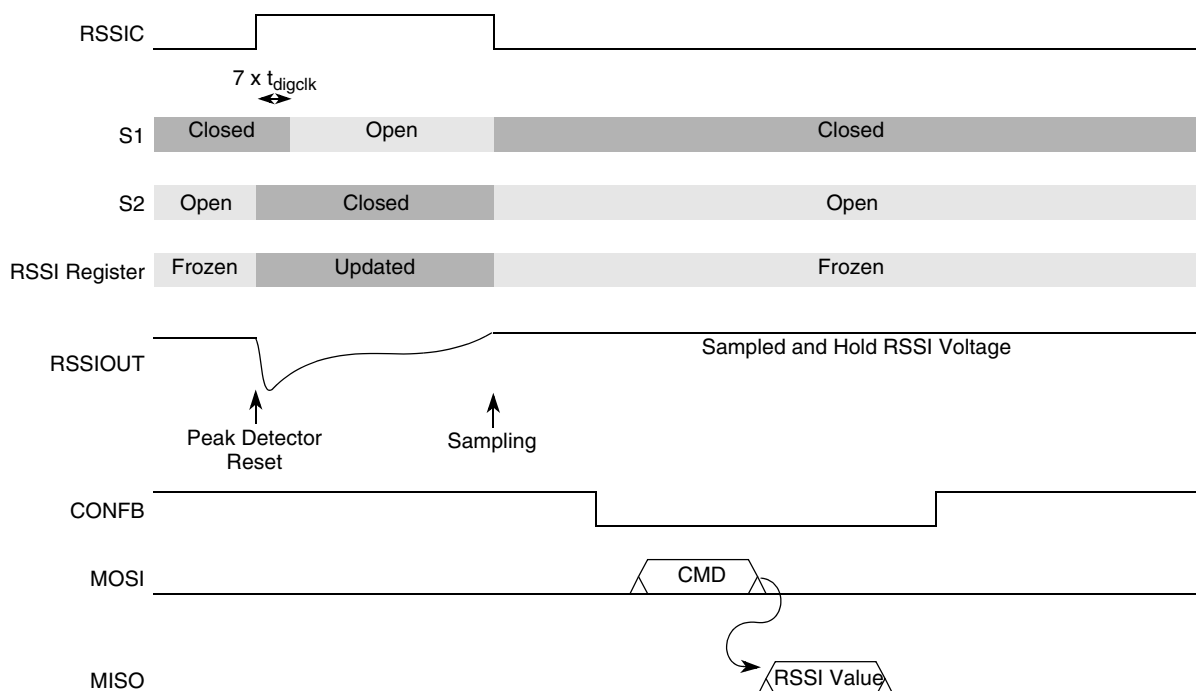 RSSIC
7 x tdigclk
S1 Closed Open Closed
S2 Open Closed Open
RSSI Register Frozen Updated Frozen
RSSIOUT Sampled and Hold RSSI Voltage
Peak Detector
Reset
Sampling
CONFB
MOSI CMD
MISO RSSI Value